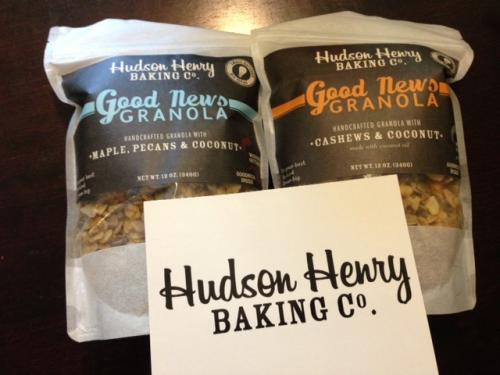 Hudson Henry
BAKING CO.
Good News
GRANOLA
HANDCRAFTED GRANOLA WITH
• MAPLE, PECANS & COCONUT •
NET WT. 12 OZ. (340G)
Hudson Henry
BAKING CO.
Good News
GRANOLA
HANDCRAFTED GRANOLA WITH
• CASHEWS & COCONUT •
made with coconut oil
NET WT. 12 OZ. (340G)
Hudson Henry
BAKING CO.